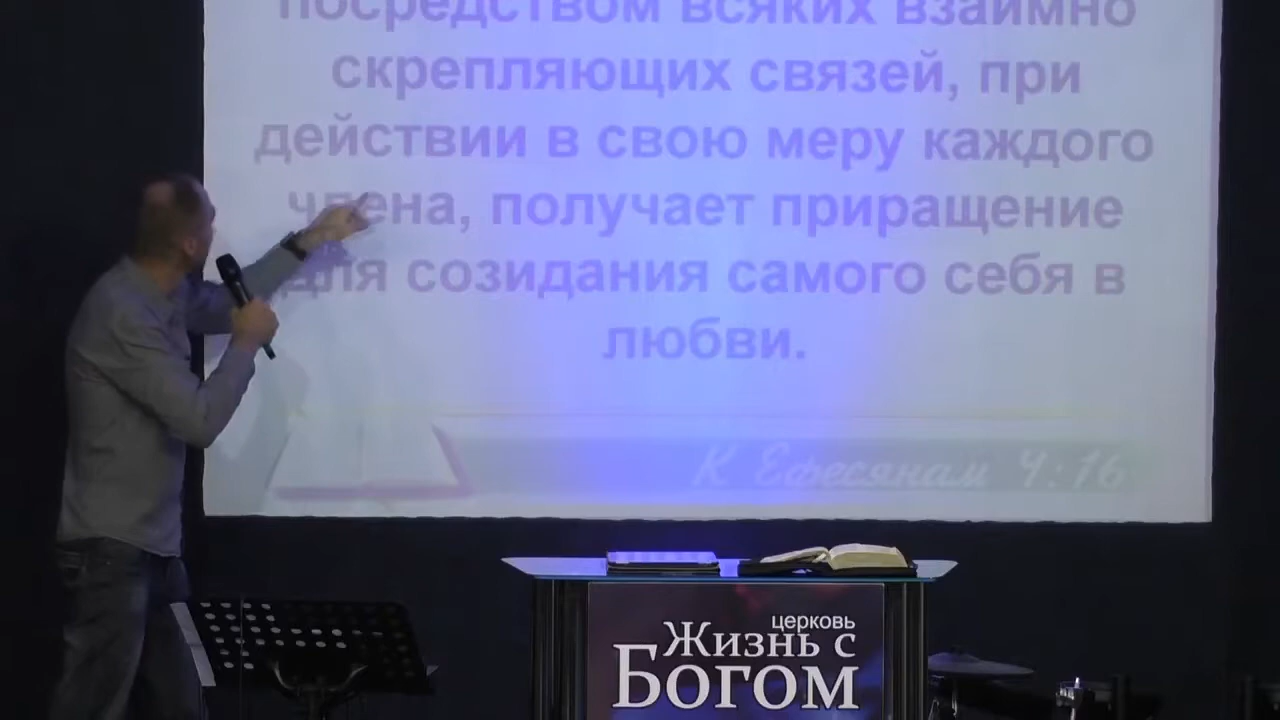 посредством всяких взаимно
скрепляющих связей, при
действии в свою меру каждого
члена, получает приращение
для созидания самого себя в
любви.
К Ефесянам 4:16
церковь
Жизнь с
Богом